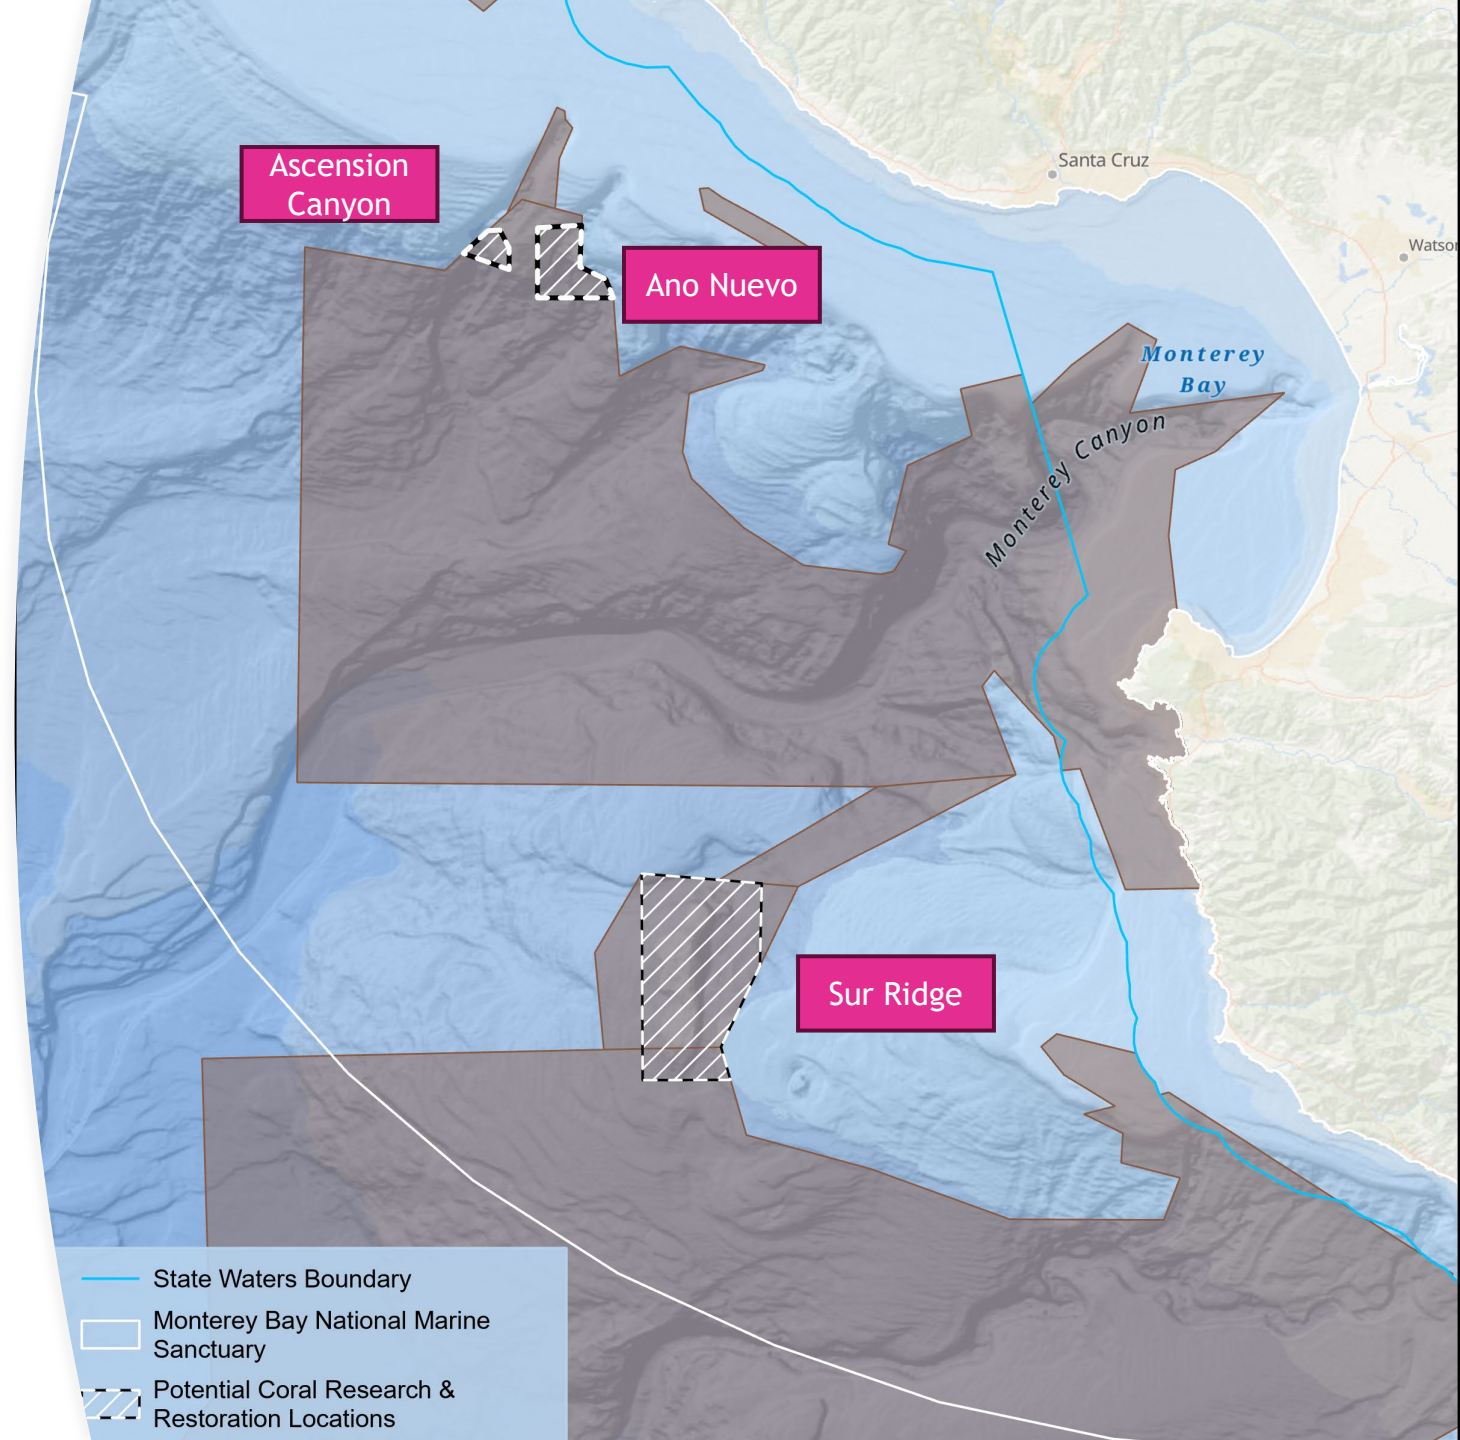 Ascension
Canyon
Santa Cruz
Watson
Ano Nuevo
Monterey
Bay
Monterey Canyon
Sur Ridge
State Waters Boundary
Monterey Bay National Marine
Sanctuary
Potential Coral Research &
Restoration Locations